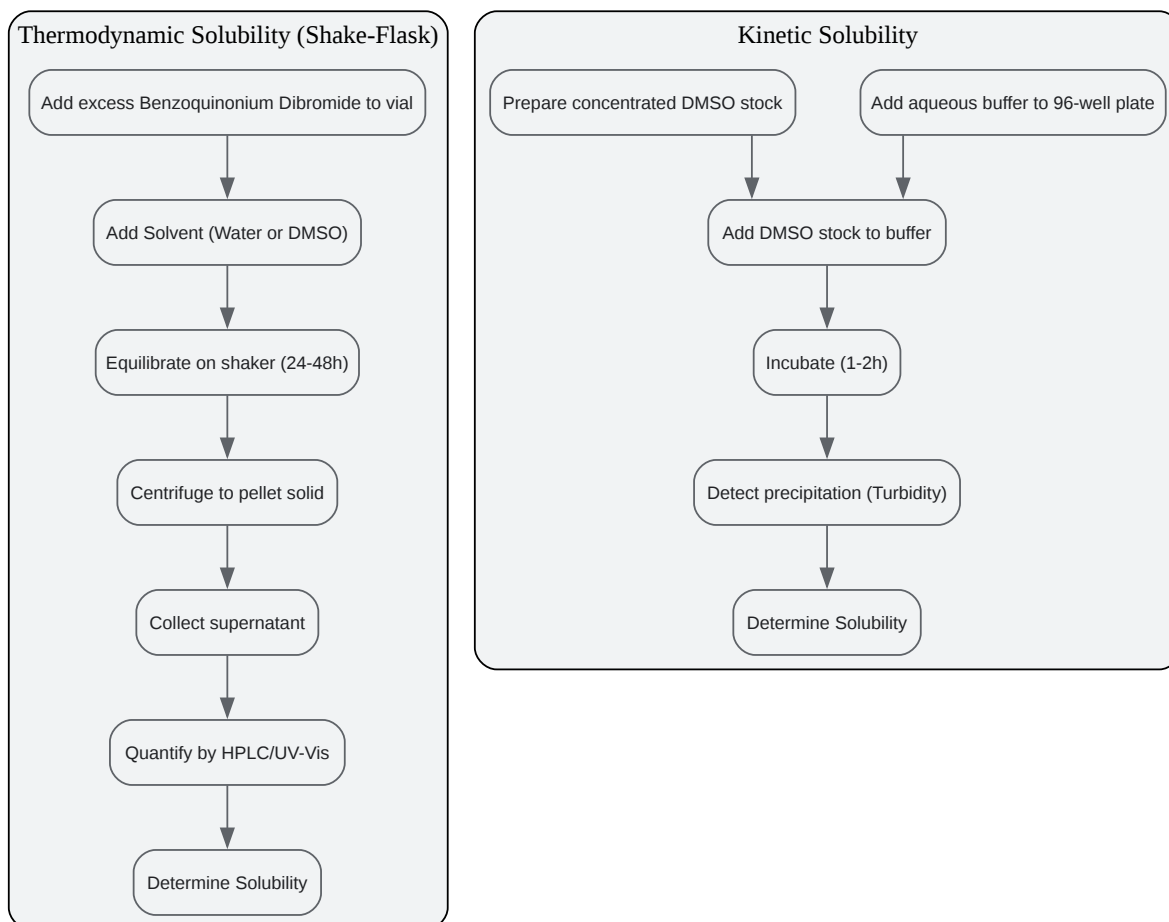 Thermodynamic Solubility (Shake-Flask)
Add excess Benzoquinonium Dibromide to vial
Add Solvent (Water or DMSO)
Equilibrate on shaker (24-48h)
Centrifuge to pellet solid
Collect supernatant
Quantify by HPLC/UV-Vis
Determine Solubility
Kinetic Solubility
Prepare concentrated DMSO stock
Add aqueous buffer to 96-well plate
Add DMSO stock to buffer
Incubate (1-2h)
Detect precipitation (Turbidity)
Determine Solubility